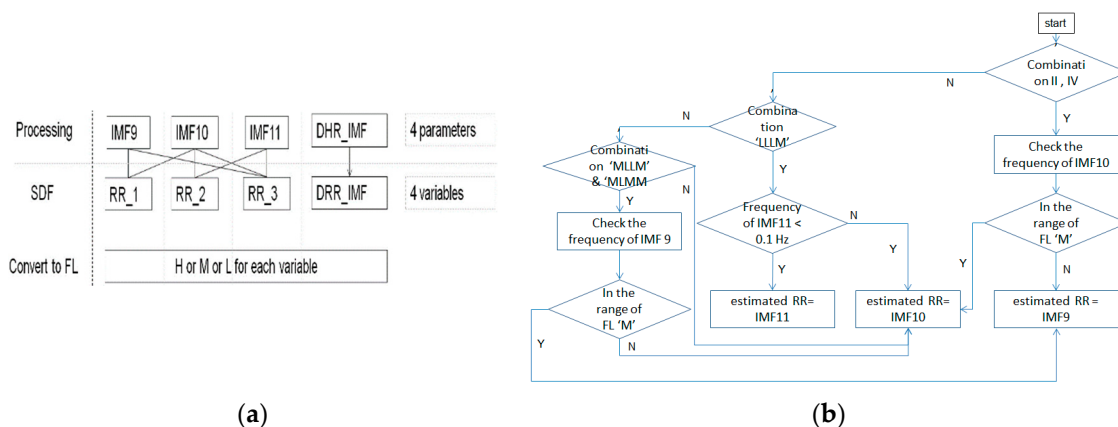 Processing
IMF9
IMF10
IMF11
DHR_IMF
4 parameters
SDF
RR_1
RR_2
RR_3
DRR_IMF
4 variables
Convert to FL
H or M or L for each variable
(a)
start
Combinati
on II , IV
N
Y
Combina
tion
‘LLLM’
N
Y
Check the
frequency of IMF10
Combinati
on ‘MLLM’
& ‘MLMM
N
Y
Frequency
of IMF11 <
0.1 Hz
N
Y
In the
range of
FL ‘M’
Y
N
Check the
frequency of IMF 9
Y
estimated RR=
IMF11
estimated RR=
IMF10
estimated RR =
IMF9
In the
range of
FL ‘M’
Y
N
(b)